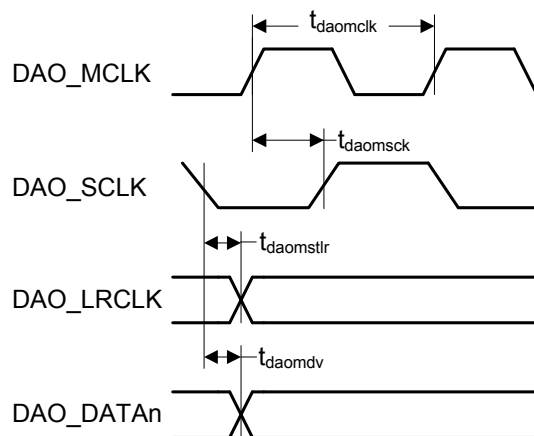 t_daomclk
DAO_MCLK
t_daomsck
DAO_SCLK
t_daomstlr
DAO_LRCLK
t_daomdv
DAO_DATAn